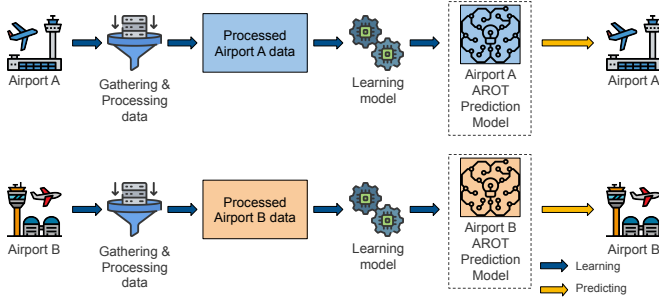 Airport A
Gathering &
Processing
data
Processed
Airport A data
Learning
model
Airport A
AROT
Prediction
Model
Airport A
Airport B
Gathering &
Processing
data
Processed
Airport B data
Learning
model
Airport B
AROT
Prediction
Model
Airport B
Learning
Predicting